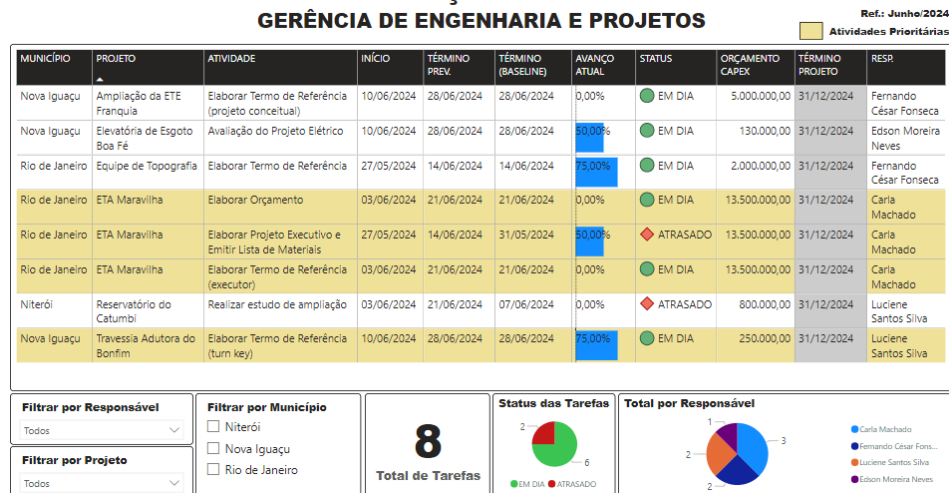 GERÊNCIA DE ENGENHARIA E PROJETOS
Ref.: Junho/2024
Atividades Prioritárias
MUNICÍPIO PROJETO ATIVIDADE INÍCIO TÉRMINO PREV. TÉRMINO (BASELINE) AVANÇO ATUAL STATUS ORÇAMENTO CAPEX TÉRMINO PROJETO RESP.
Nova Iguaçu Ampliação da ETE Franquia Elaborar Termo de Referência (projeto conceitual) 10/06/2024 28/06/2024 28/06/2024 0,00% EM DIA 5.000.000,00 31/12/2024 Fernando César Fonseca
Nova Iguaçu Elevatória de Esgoto Boa Fé Avaliação do Projeto Elétrico 10/06/2024 28/06/2024 28/06/2024 50,00% EM DIA 130.000,00 31/12/2024 Edson Moreira Neves
Rio de Janeiro Equipe de Topografia Elaborar Termo de Referência 27/05/2024 14/06/2024 14/06/2024 75,00% EM DIA 2.000.000,00 31/12/2024 Fernando César Fonseca
Rio de Janeiro ETA Maravilha Elaborar Orçamento 03/06/2024 21/06/2024 21/06/2024 0,00% EM DIA 13.500.000,00 31/12/2024 Carla Machado
Rio de Janeiro ETA Maravilha Elaborar Projeto Executivo e Emitir Lista de Materiais 27/05/2024 14/06/2024 31/05/2024 50,00% ATRASADO 13.500.000,00 31/12/2024 Carla Machado
Rio de Janeiro ETA Maravilha Elaborar Termo de Referência (executor) 03/06/2024 21/06/2024 21/06/2024 0,00% EM DIA 13.500.000,00 31/12/2024 Carla Machado
Niterói Reservatório do Catumbi Realizar estudo de ampliação 03/06/2024 21/06/2024 07/06/2024 0,00% ATRASADO 800.000,00 31/12/2024 Luciene Santos Silva
Nova Iguaçu Travessia Adutora do Bonfim Elaborar Termo de Referência (turn key) 10/06/2024 28/06/2024 28/06/2024 75,00% EM DIA 250.000,00 31/12/2024 Luciene Santos Silva
Filtrar por Responsável
Todos
Filtrar por Projeto
Todos
Filtrar por Município
Niterói
Nova Iguaçu
Rio de Janeiro
8
Total de Tarefas
Status das Tarefas
2
6
EM DIA ATRASADO
Total por Responsável
1
3
2
2
Carla Machado
Fernando César Fons...
Luciene Santos Silva
Edson Moreira Neves